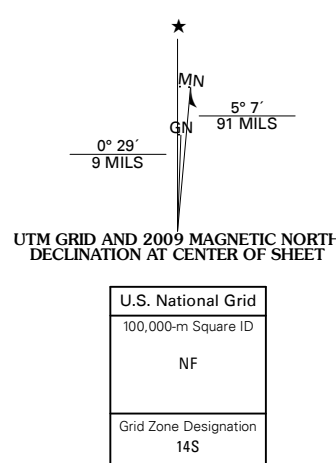 ★
MN
5° 7´
91 MILS
GN
0° 29´
9 MILS
UTM GRID AND 2009 MAGNETIC NORTH
DECLINATION AT CENTER OF SHEET
U.S. National Grid
100,000-m Square ID
NF
Grid Zone Designation
14S